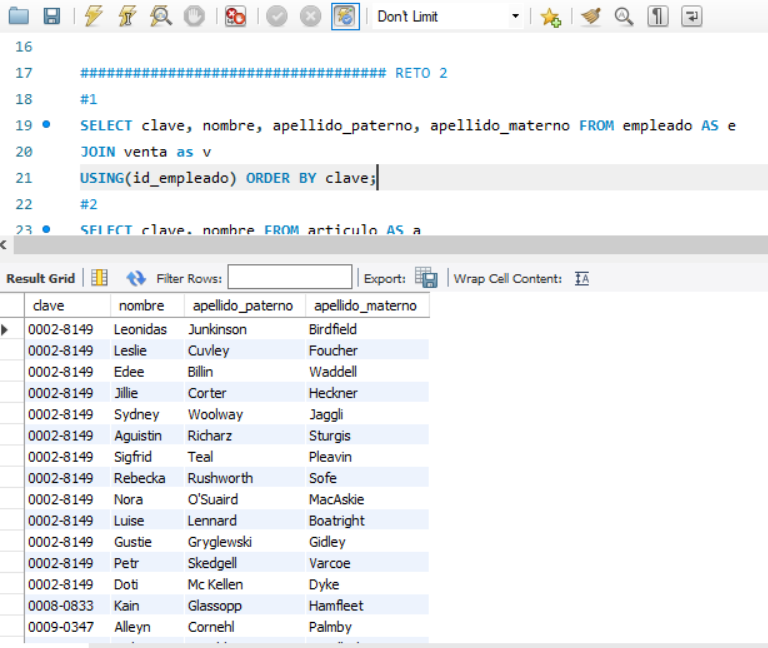 Don't Limit
16
17 ################################## RETO 2
18 #1
19 SELECT clave, nombre, apellido_paterno, apellido_materno FROM empleado AS e
20 JOIN venta as v
21 USING(id_empleado) ORDER BY clave;
22 #2
23 SELECT clave, nombre FROM articulo AS a
Result Grid Filter Rows: Export: Wrap Cell Content: IA
clave nombre apellido_paterno apellido_materno
0002-8149 Leonidas Junkinson Birdfield
0002-8149 Leslie Cuvley Foucher
0002-8149 Edee Billin Waddell
0002-8149 Jillie Corter Heckner
0002-8149 Sydney Woolway Jaggli
0002-8149 Aguistin Richarz Sturgis
0002-8149 Sigfrid Teal Pleavin
0002-8149 Rebecka Rushworth Sofe
0002-8149 Nora O'Suaird MacAskie
0002-8149 Luise Lennard Boatright
0002-8149 Gustie Gryglewski Gidley
0002-8149 Petr Skedgell Varcoe
0002-8149 Doti Mc Kellen Dyke
0008-0833 Kain Glassopp Hamfleet
0009-0347 Alleyn Cornehl Palmby